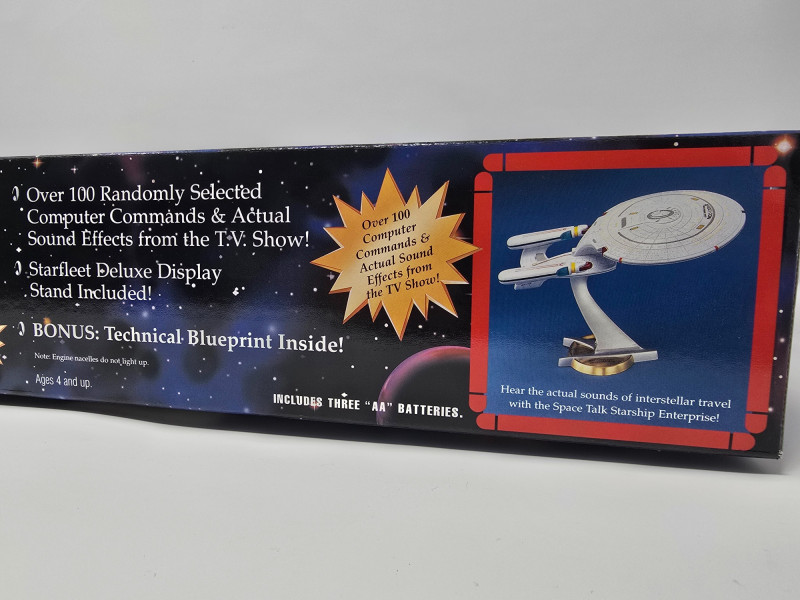 Over 100 Randomly Selected
Computer Commands & Actual
Sound Effects from the T.V. Show!
Starfleet Deluxe Display
Stand Included!
BONUS: Technical Blueprint Inside!
Note: Engine nacelles do not light up.
Ages 4 and up.
INCLUDES THREE "AA" BATTERIES.
Over 100
Computer
Commands &
Actual Sound
Effects from
the TV Show!
Hear the actual sounds of interstellar travel
with the Space Talk Starship Enterprise!